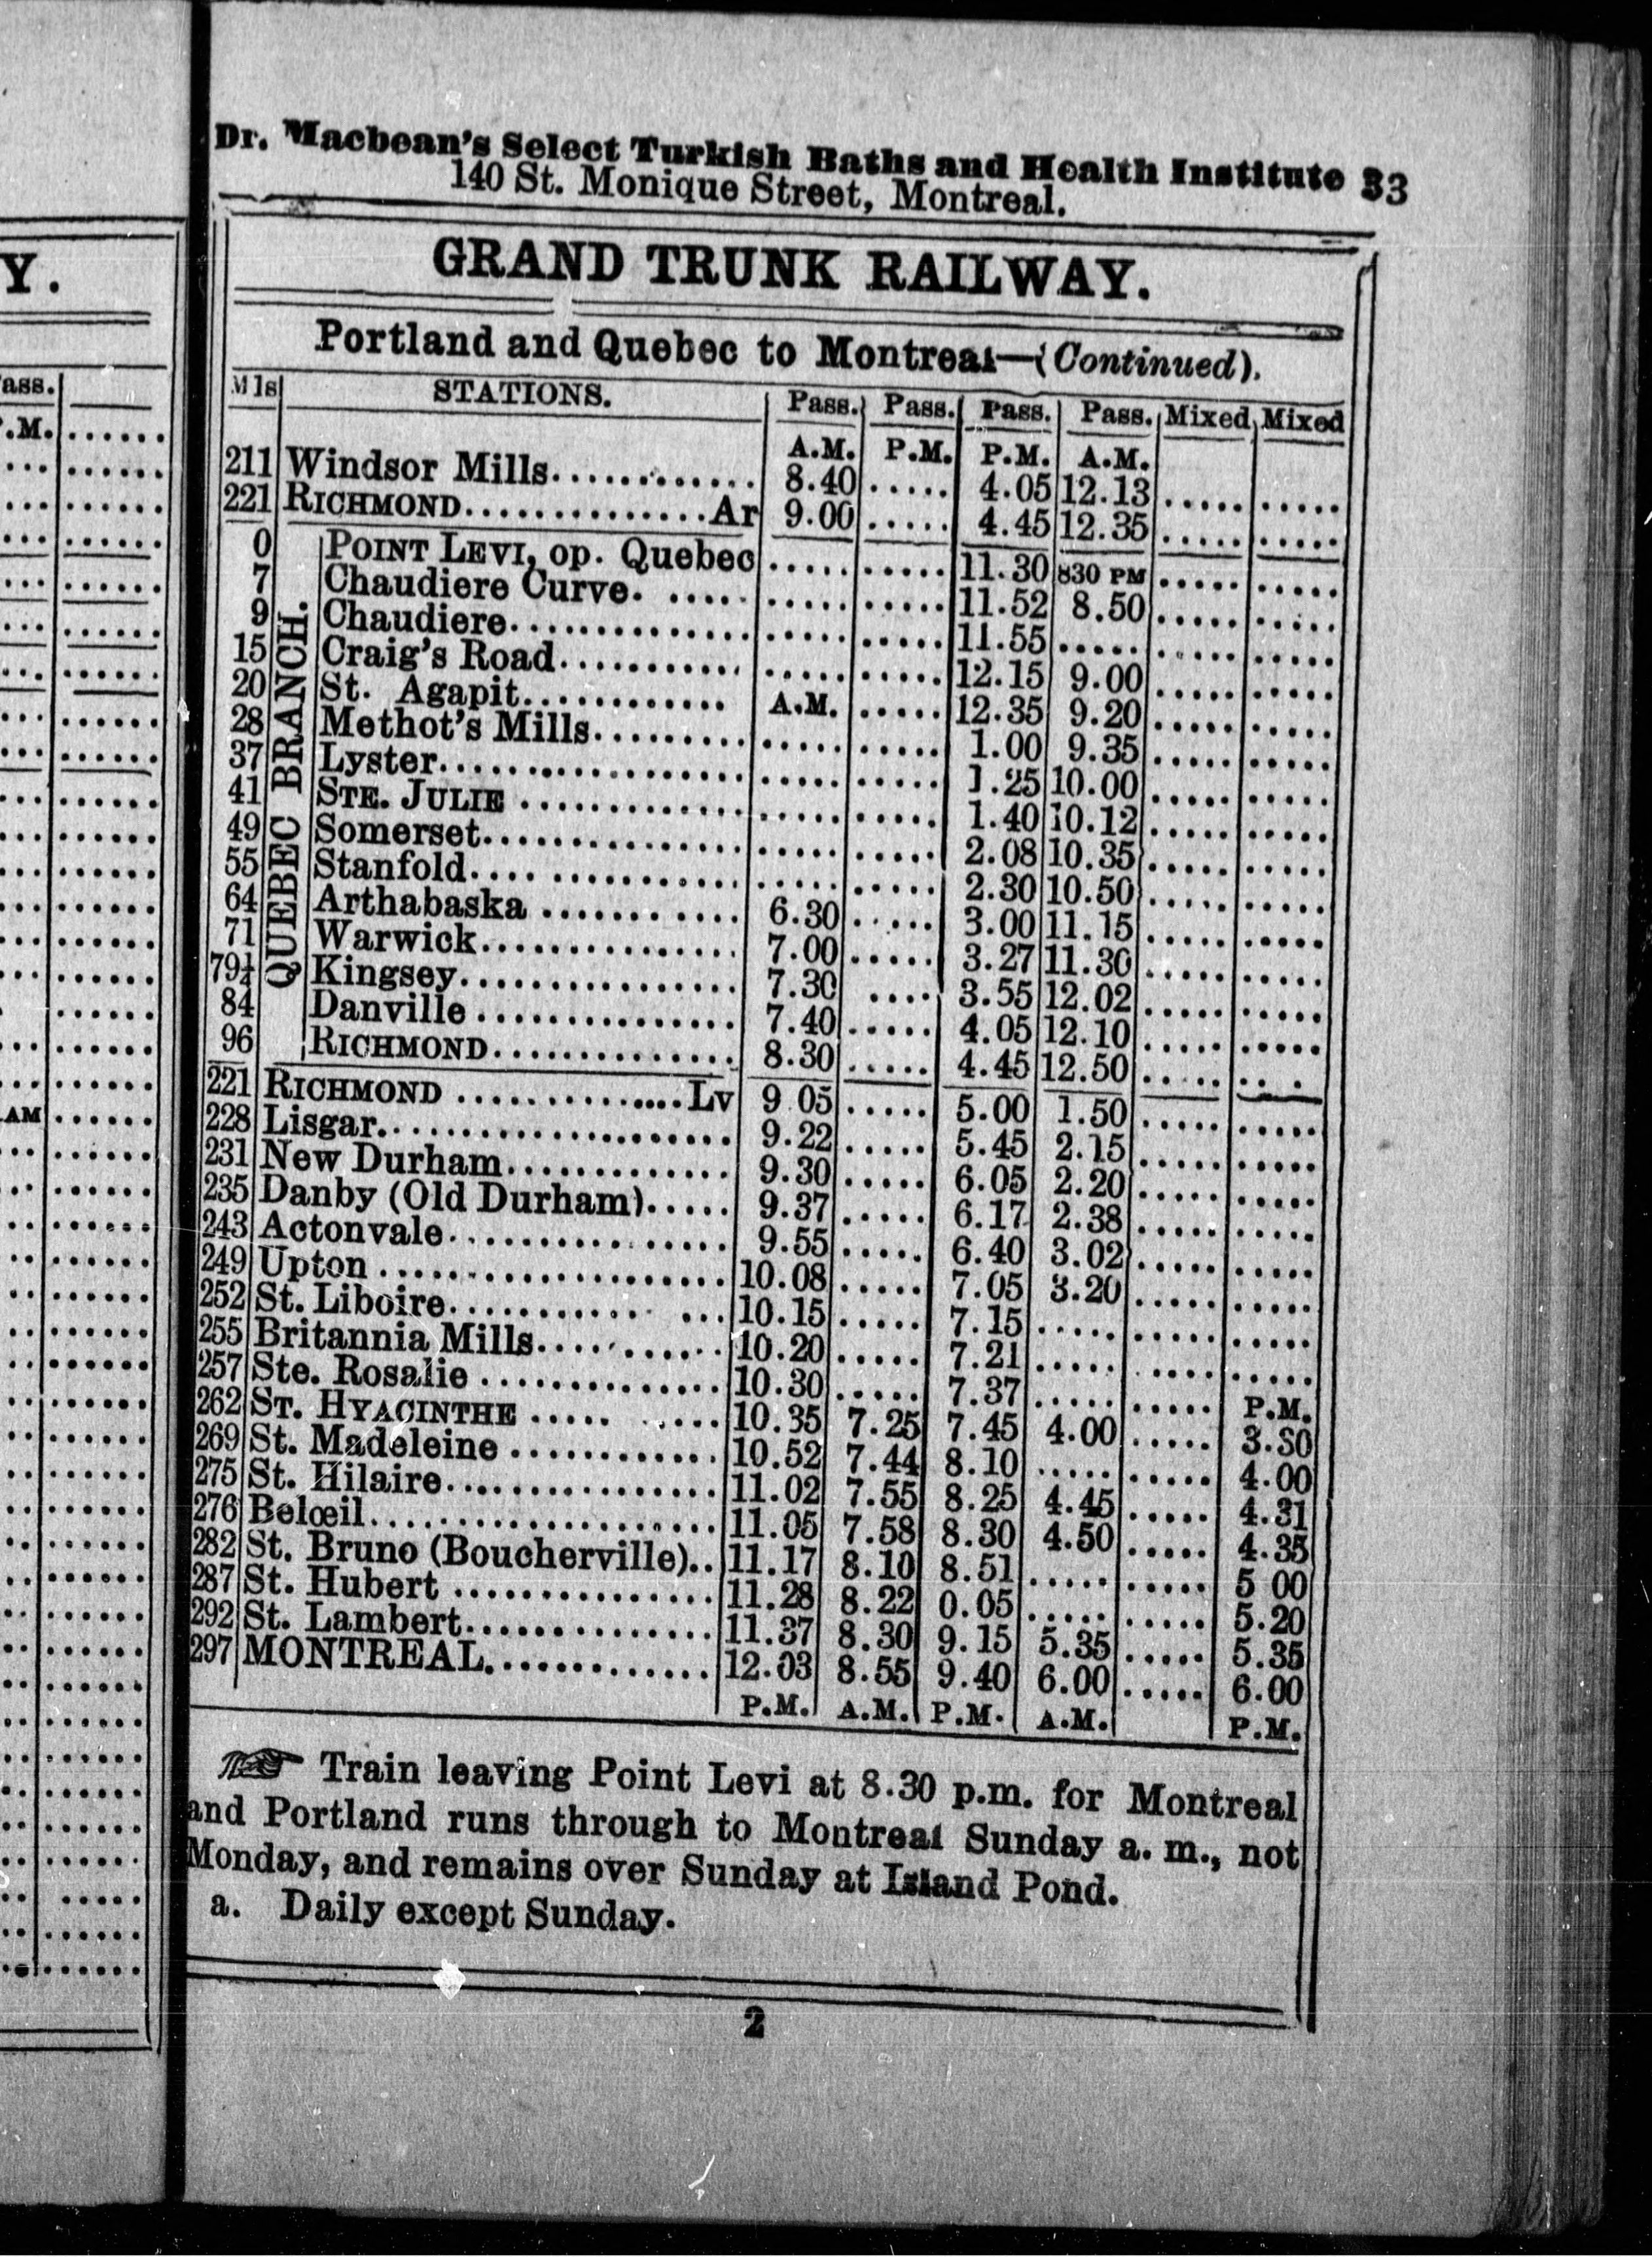 Dr. Macbean's Select Turkish Baths and Health Institute 33
140 St. Monique Street, Montreal.
Y.
GRAND TRUNK RAILWAY.
Portland and Quebec to Montreal—(Continued).
ass.
.M.
AM
Mls STATIONS. Pass. Pass. Pass. Pass. Mixed Mixed
A.M. P.M. P.M. A.M.
211 Windsor Mills............ 8.40 ..... 4.05 12.13 ..... .....
221 RICHMOND..............Ar 9.00 ..... 4.45 12.35 ..... .....
QUEBEC BRANCH.
0 POINT LEVI, op. Quebec ..... ..... 11.30 830 PM ..... .....
7 Chaudiere Curve. ..... ..... ..... 11.52 8.50 ..... .....
9 Chaudiere.............. ..... ..... 11.55 ..... ..... .....
15 Craig's Road........... ..... ..... 12.15 9.00 ..... .....
20 St. Agapit............ A.M. ..... 12.35 9.20 ..... .....
28 Methot's Mills......... ..... ..... 1.00 9.35 ..... .....
37 Lyster.................. ..... ..... 1.25 10.00 ..... .....
41 STE. JULIE ............. ..... ..... 1.40 10.12 ..... .....
49 Somerset............... ..... ..... 2.08 10.35 ..... .....
55 Stanfold.... ........... ..... ..... 2.30 10.50 ..... .....
64 Arthabaska ........... 6.30 ..... 3.00 11.15 ..... .....
71 Warwick............... 7.00 ..... 3.27 11.30 ..... .....
79½ Kingsey................ 7.30 .... 3.55 12.02 ..... .....
84 Danville ............... 7.40 ..... 4.05 12.10 ..... .....
96 RICHMOND.............. 8.30 ..... 4.45 12.50 ..... .. .
221 RICHMOND ..............Lv 9 05 ..... 5.00 1.50 ..... .....
228 Lisgar..................... 9.22 ..... 5.45 2.15 ..... .....
231 New Durham............. 9.30 ..... 6.05 2.20 ..... .....
235 Danby (Old Durham)..... 9.37 ..... 6.17 2.38 ..... .....
243 Actonvale................. 9.55 ..... 6.40 3.02 ..... .....
249 Upton ..................... 10.08 ..... 7.05 3.20 ..... .....
252 St. Liboire............ ... 10.15 ..... 7.15 ..... ..... .....
255 Britannia Mills........... 10.20 ..... 7.21 ..... ..... .....
257 Ste. Rosalie .............. 10.30 ..... 7.37 ..... ..... P.M.
262 ST. HYACINTHE ..... ..... 10.35 7.25 7.45 4.00 ..... 3.30
269 St. Madeleine ............ 10.52 7.44 8.10 ..... ..... 4.00
275 St. Hilaire................ 11.02 7.55 8.25 4.45 ..... 4.31
276 Belœil..................... 11.05 7.58 8.30 4.50 ..... 4.35
282 St. Bruno (Boucherville).. 11.17 8.10 8.51 ..... ..... 5 00
287 St. Hubert ............... 11.28 8.22 0.05 ..... ..... 5.20
292 St. Lambert............... 11.37 8.30 9.15 5.35 ..... 5.35
297 MONTREAL............. 12.03 8.55 9.40 6.00 ..... 6.00
P.M. A.M. P.M. A.M. P.M.
☞ Train leaving Point Levi at 8.30 p.m. for Montreal
and Portland runs through to Montreal Sunday a. m., not
Monday, and remains over Sunday at Island Pond.
a. Daily except Sunday.
2